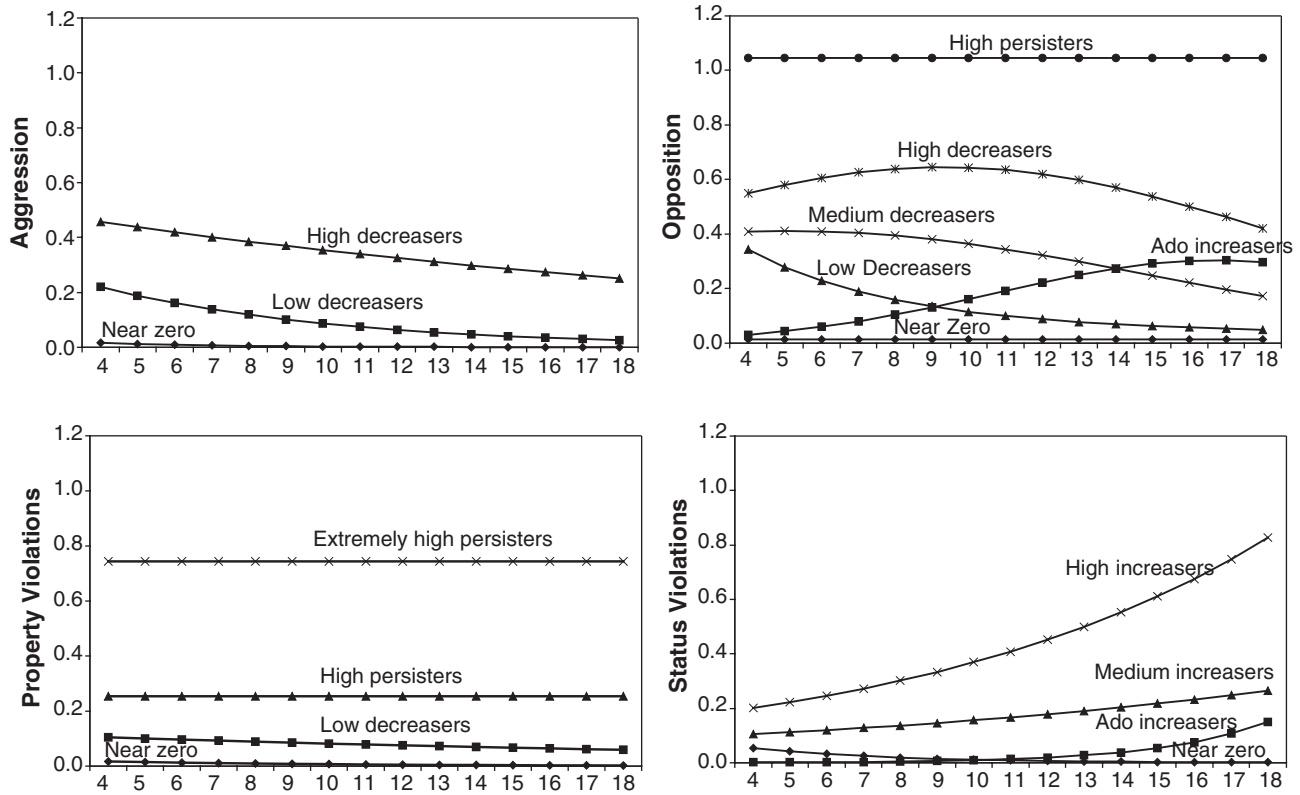 Aggression
1.2
1.0
0.8
0.6
0.4
0.2
0.0
High decreasers
Low decreasers
Near zero
4 5 6 7 8 9 10 11 12 13 14 15 16 17 18
Opposition
1.2
1.0
0.8
0.6
0.4
0.2
0.0
High persisters
High decreasers
Medium decreasers
Ado increasers
Low Decreasers
Near Zero
4 5 6 7 8 9 10 11 12 13 14 15 16 17 18
Property Violations
1.2
1.0
0.8
0.6
0.4
0.2
0.0
Extremely high persisters
High persisters
Low decreasers
Near zero
4 5 6 7 8 9 10 11 12 13 14 15 16 17 18
Status Violations
1.2
1.0
0.8
0.6
0.4
0.2
0.0
High increasers
Medium increasers
Ado increasers
Near zero
4 5 6 7 8 9 10 11 12 13 14 15 16 17 18